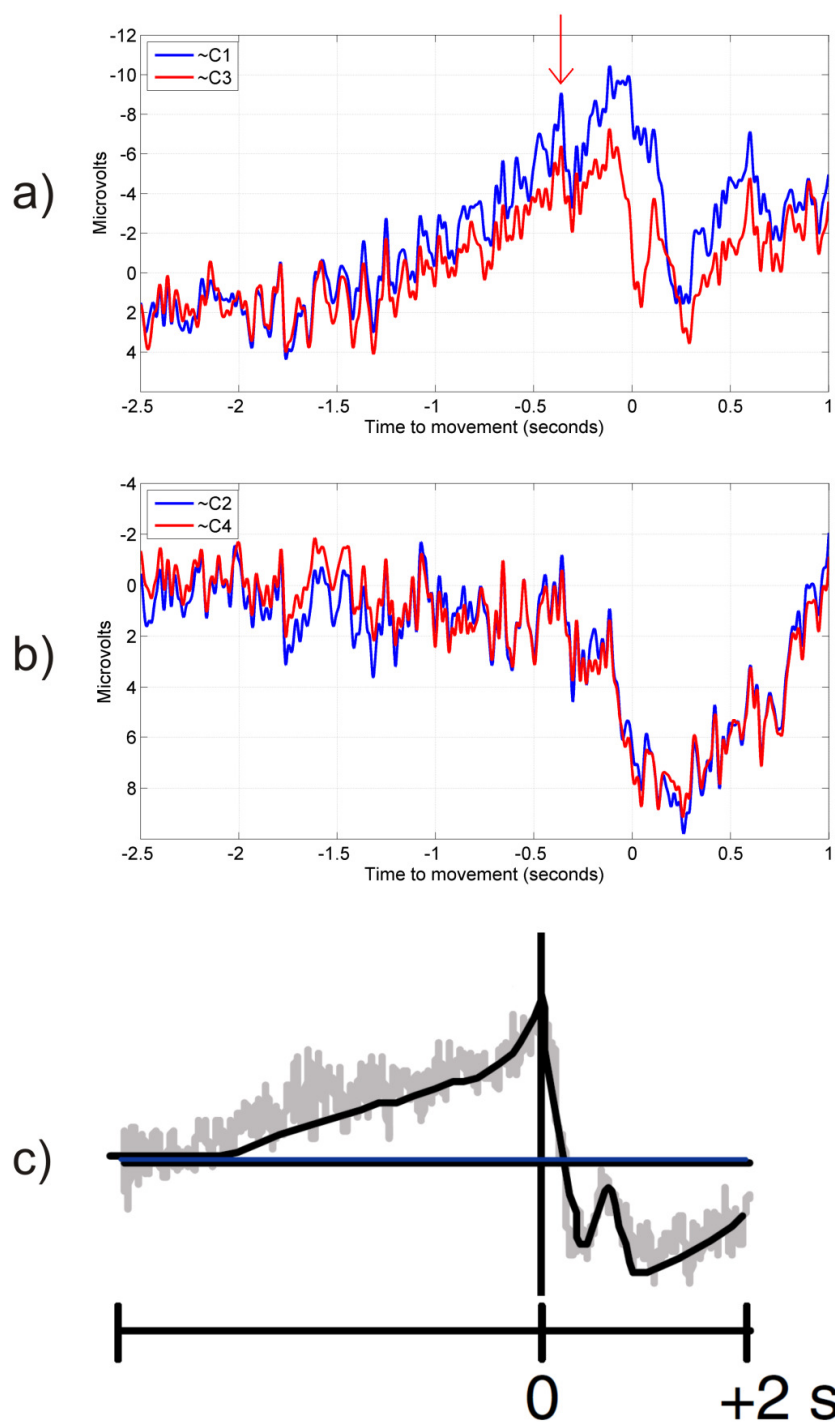 a)
Microvolts
-12
-10
-8
-6
-4
-2
0
2
4
~C1
~C3
-2.5 -2 -1.5 -1 -0.5 0 0.5 1
Time to movement (seconds)
b)
Microvolts
-4
-2
0
2
4
6
8
~C2
~C4
-2.5 -2 -1.5 -1 -0.5 0 0.5 1
Time to movement (seconds)
c)
0 +2 s